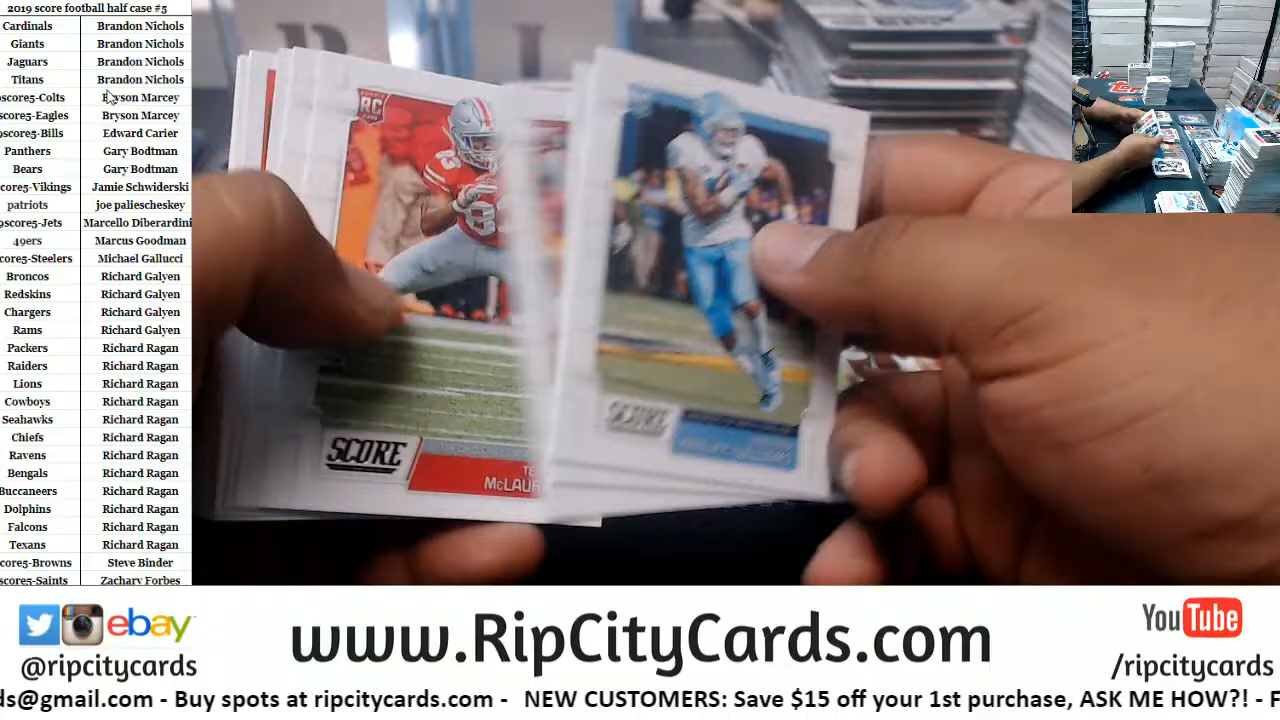 2019 score football half case #5
Cardinals Brandon Nichols
Giants Brandon Nichols
Jaguars Brandon Nichols
Titans Brandon Nichols
score5-Colts Bryson Marcey
score5-Eagles Bryson Marcey
9score5-Bills Edward Carier
Panthers Gary Bodtman
Bears Gary Bodtman
core5-Vikings Jamie Schwiderski
patriots joe paliescheskey
9score5-Jets Marcello Diberardini
49ers Marcus Goodman
core5-Steelers Michael Gallucci
Broncos Richard Galyen
Redskins Richard Galyen
Chargers Richard Galyen
Rams Richard Galyen
Packers Richard Ragan
Raiders Richard Ragan
Lions Richard Ragan
Cowboys Richard Ragan
Seahawks Richard Ragan
Chiefs Richard Ragan
Ravens Richard Ragan
Bengals Richard Ragan
Buccaneers Richard Ragan
Dolphins Richard Ragan
Falcons Richard Ragan
Texans Richard Ragan
core5-Browns Steve Binder
score5-Saints Zachary Forbes
RC
SCORE
TE
McLAUR
SCORE
ebay
@ripcitycards
www.RipCityCards.com
YouTube
/ripcitycards
ds@gmail.com - Buy spots at ripcitycards.com - NEW CUSTOMERS: Save $15 off your 1st purchase, ASK ME HOW?! - F